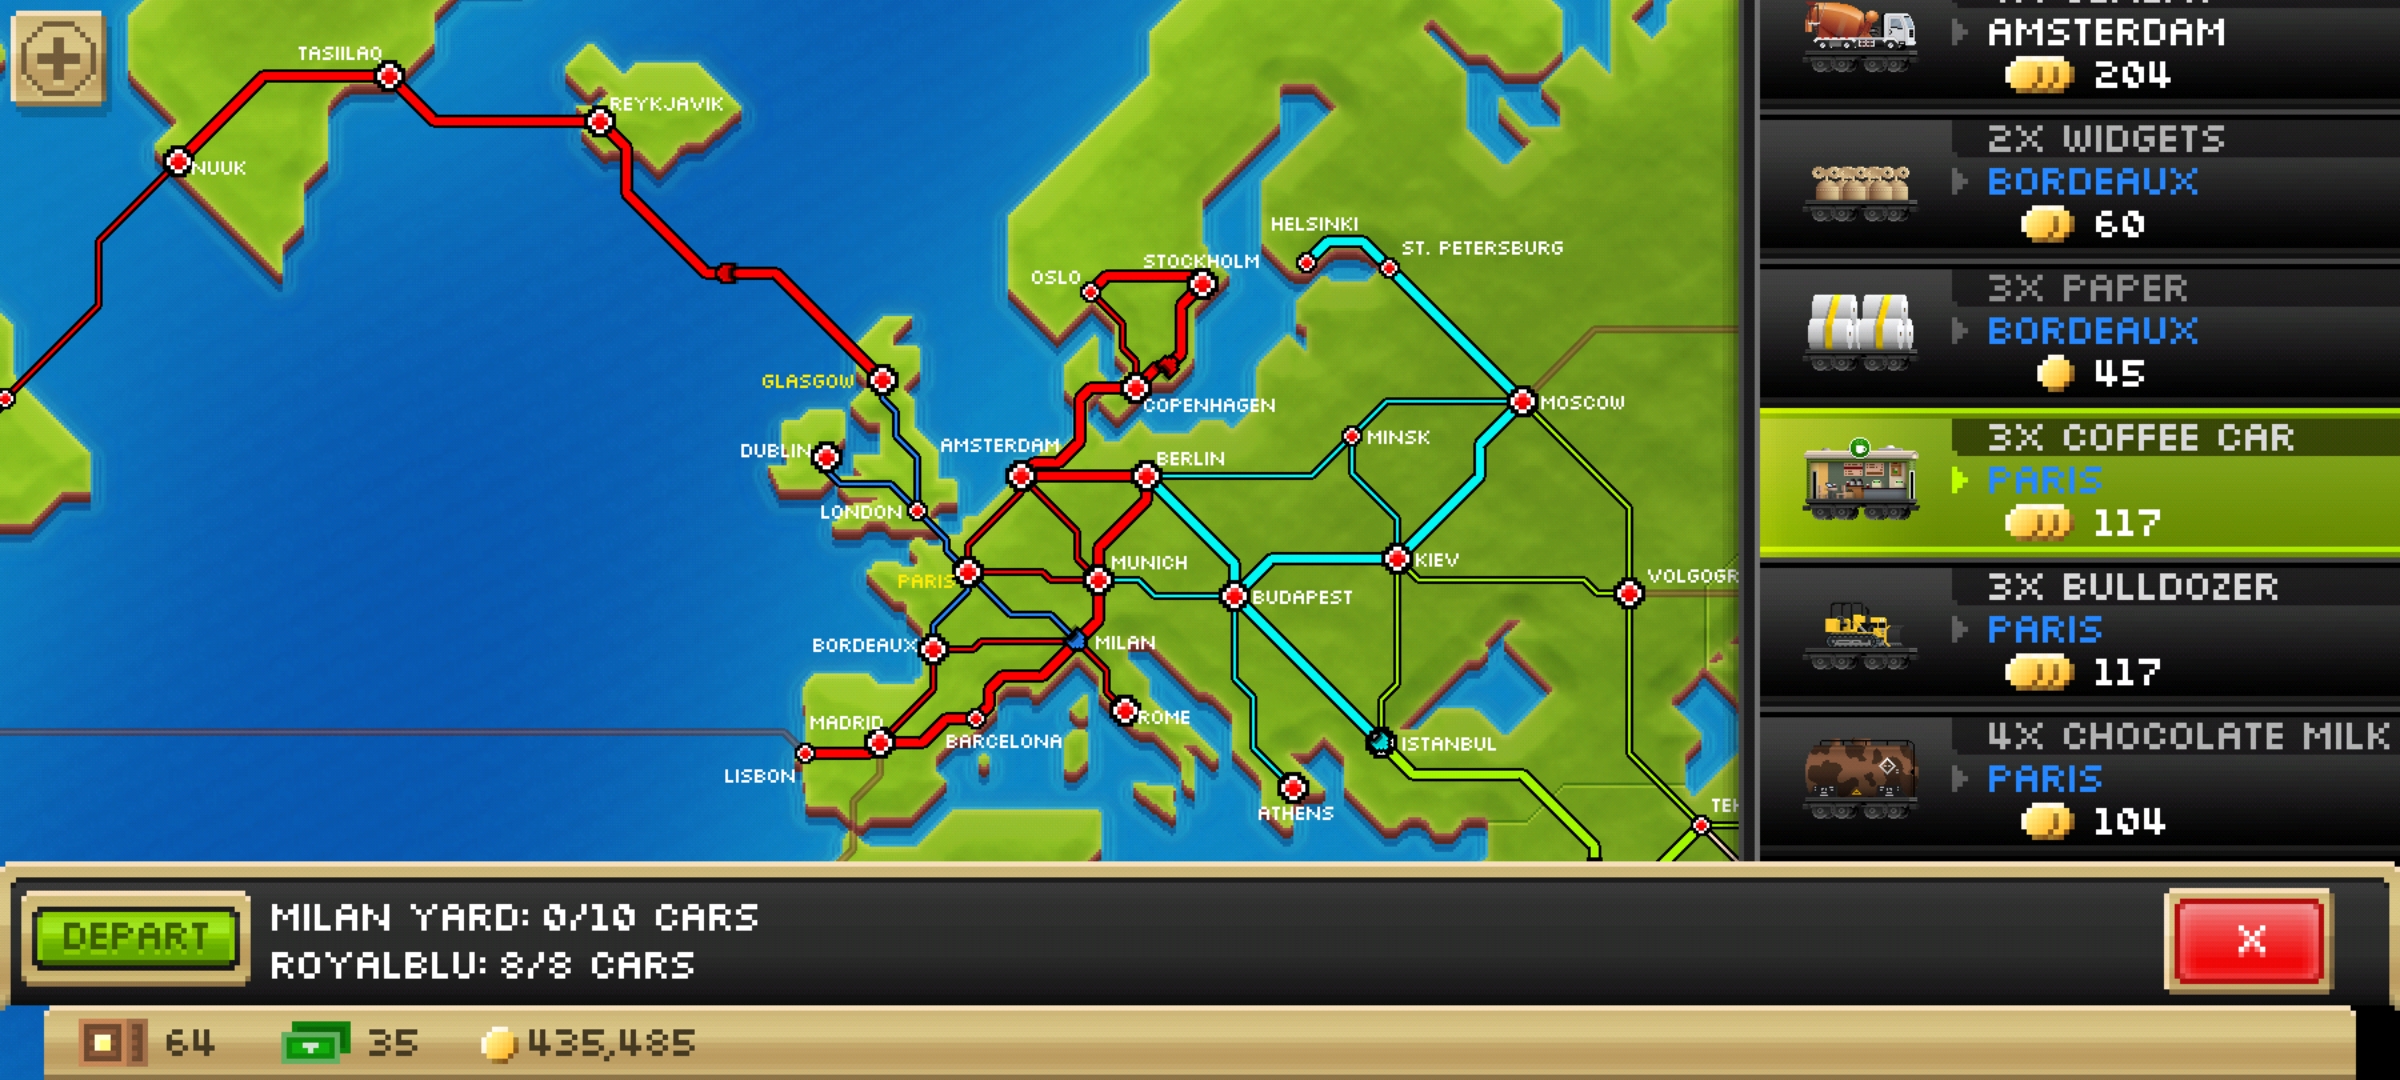 TASIILAQ
REYKJAVIK
NUUK
HELSINKI
ST. PETERSBURG
STOCKHOLM
OSLO
GLASGOW
COPENHAGEN
MOSCOW
MINSK
DUBLIN
AMSTERDAM
BERLIN
LONDON
MUNICH
KIEV
PARIS
BUDAPEST
VOLGOGR
BORDEAUX
MILAN
MADRID
ROME
BARCELONA
ISTANBUL
LISBON
ATHENS
TEH
AMSTERDAM
204
2X WIDGETS
BORDEAUX
60
3X PAPER
BORDEAUX
45
3X COFFEE CAR
PARIS
117
3X BULLDOZER
PARIS
117
4X CHOCOLATE MILK
PARIS
104
DEPART
MILAN YARD: 0/10 CARS
ROYALBLU: 8/8 CARS
X
64
35
435,485